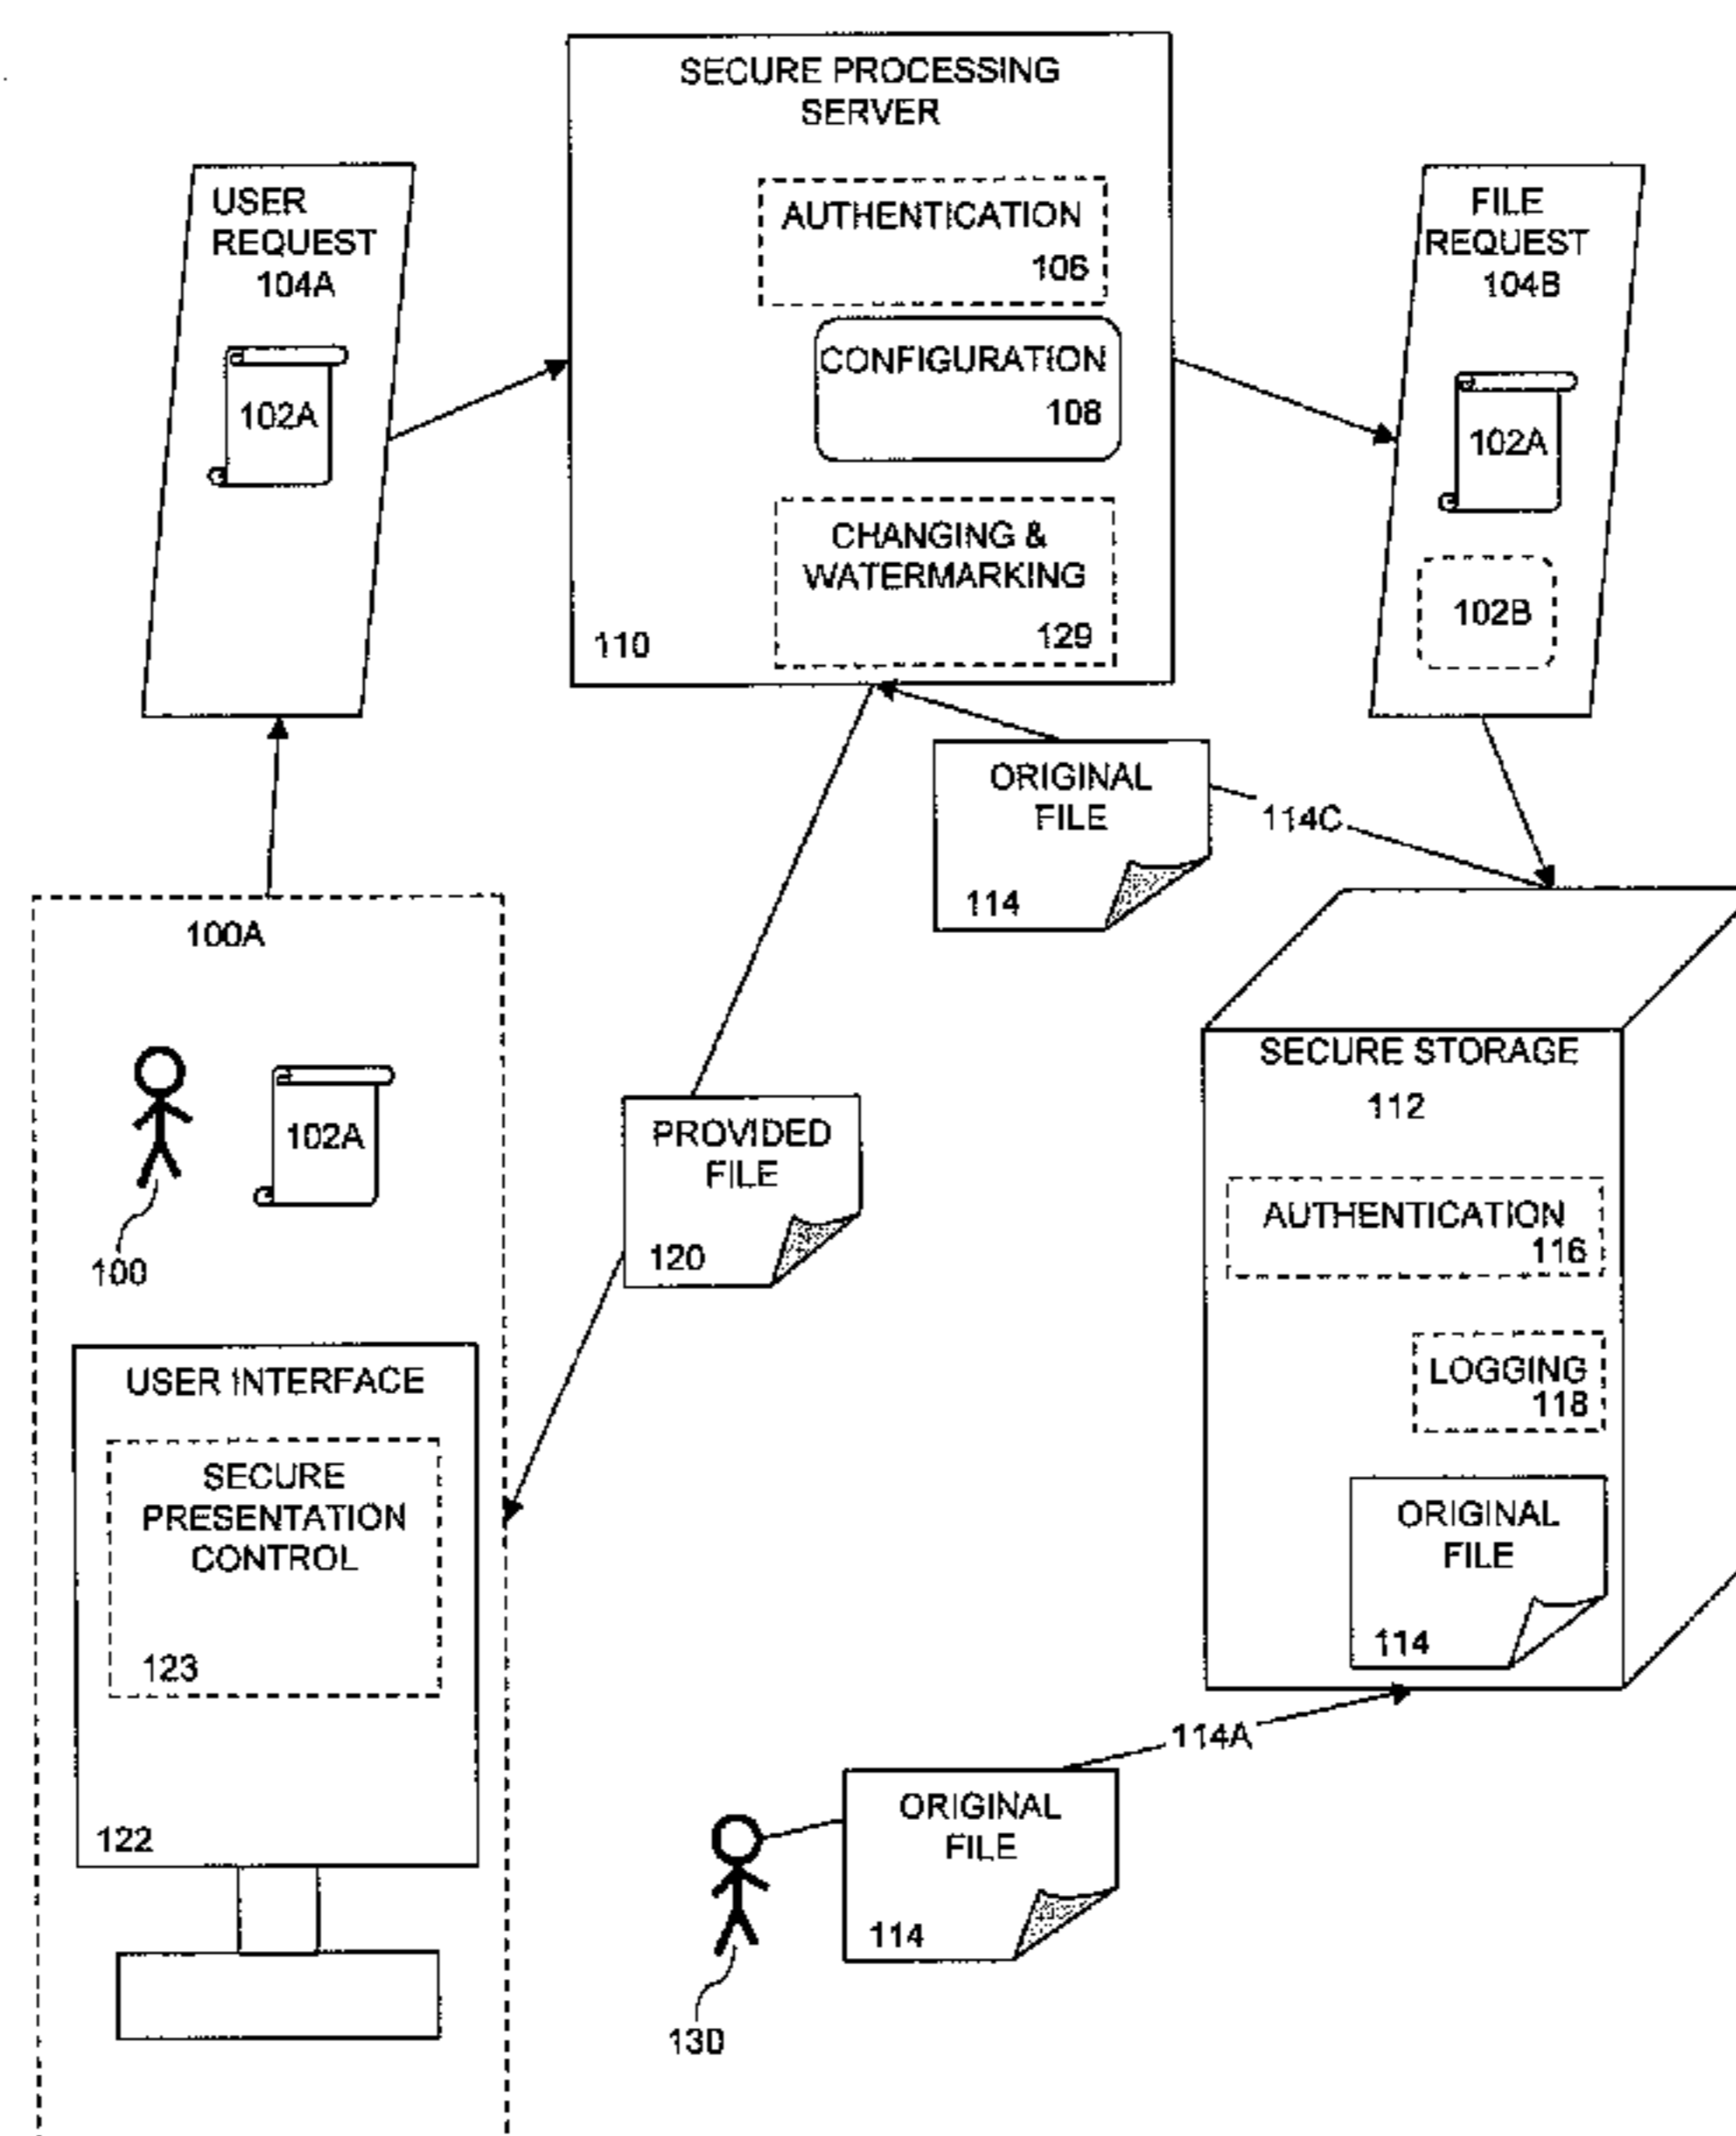 SECURE PROCESSING
SERVER
AUTHENTICATION
106
CONFIGURATION
108
CHANGING &
WATERMARKING
129
110
USER
REQUEST
104A
102A
FILE
REQUEST
104B
102A
102B
ORIGINAL
FILE
114
114C
100A
102A
100
PROVIDED
FILE
120
SECURE STORAGE
112
AUTHENTICATION
116
LOGGING
118
ORIGINAL
FILE
114
USER INTERFACE
SECURE
PRESENTATION
CONTROL
123
122
114A
ORIGINAL
FILE
114
130